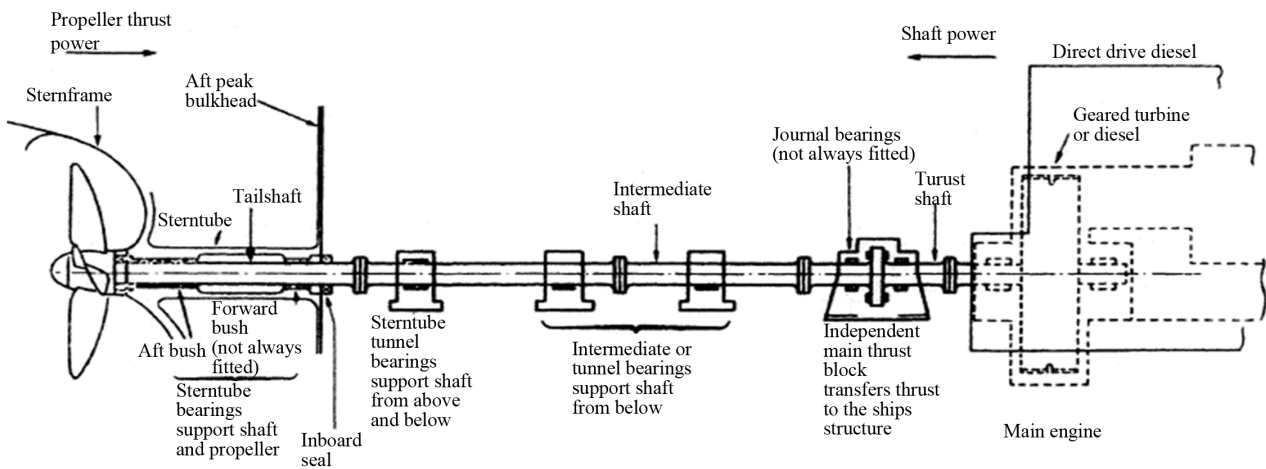 Propeller thrust
power
Shaft power
Direct drive diesel
Aft peak
bulkhead
Sternframe
Geared turbine
or diesel
Journal bearings
(not always fitted)
Turust
shaft
Intermediate
shaft
Tailshaft
Sterntube
Forward
bush
(not always
fitted)
Aft bush
Sterntube
bearings
support shaft
and propeller
Inboard
seal
Sterntube
tunnel
bearings
support shaft
from above
and below
Intermediate or
tunnel bearings
support shaft
from below
Independent
main thrust
block
transfers thrust
to the ships
structure
Main engine